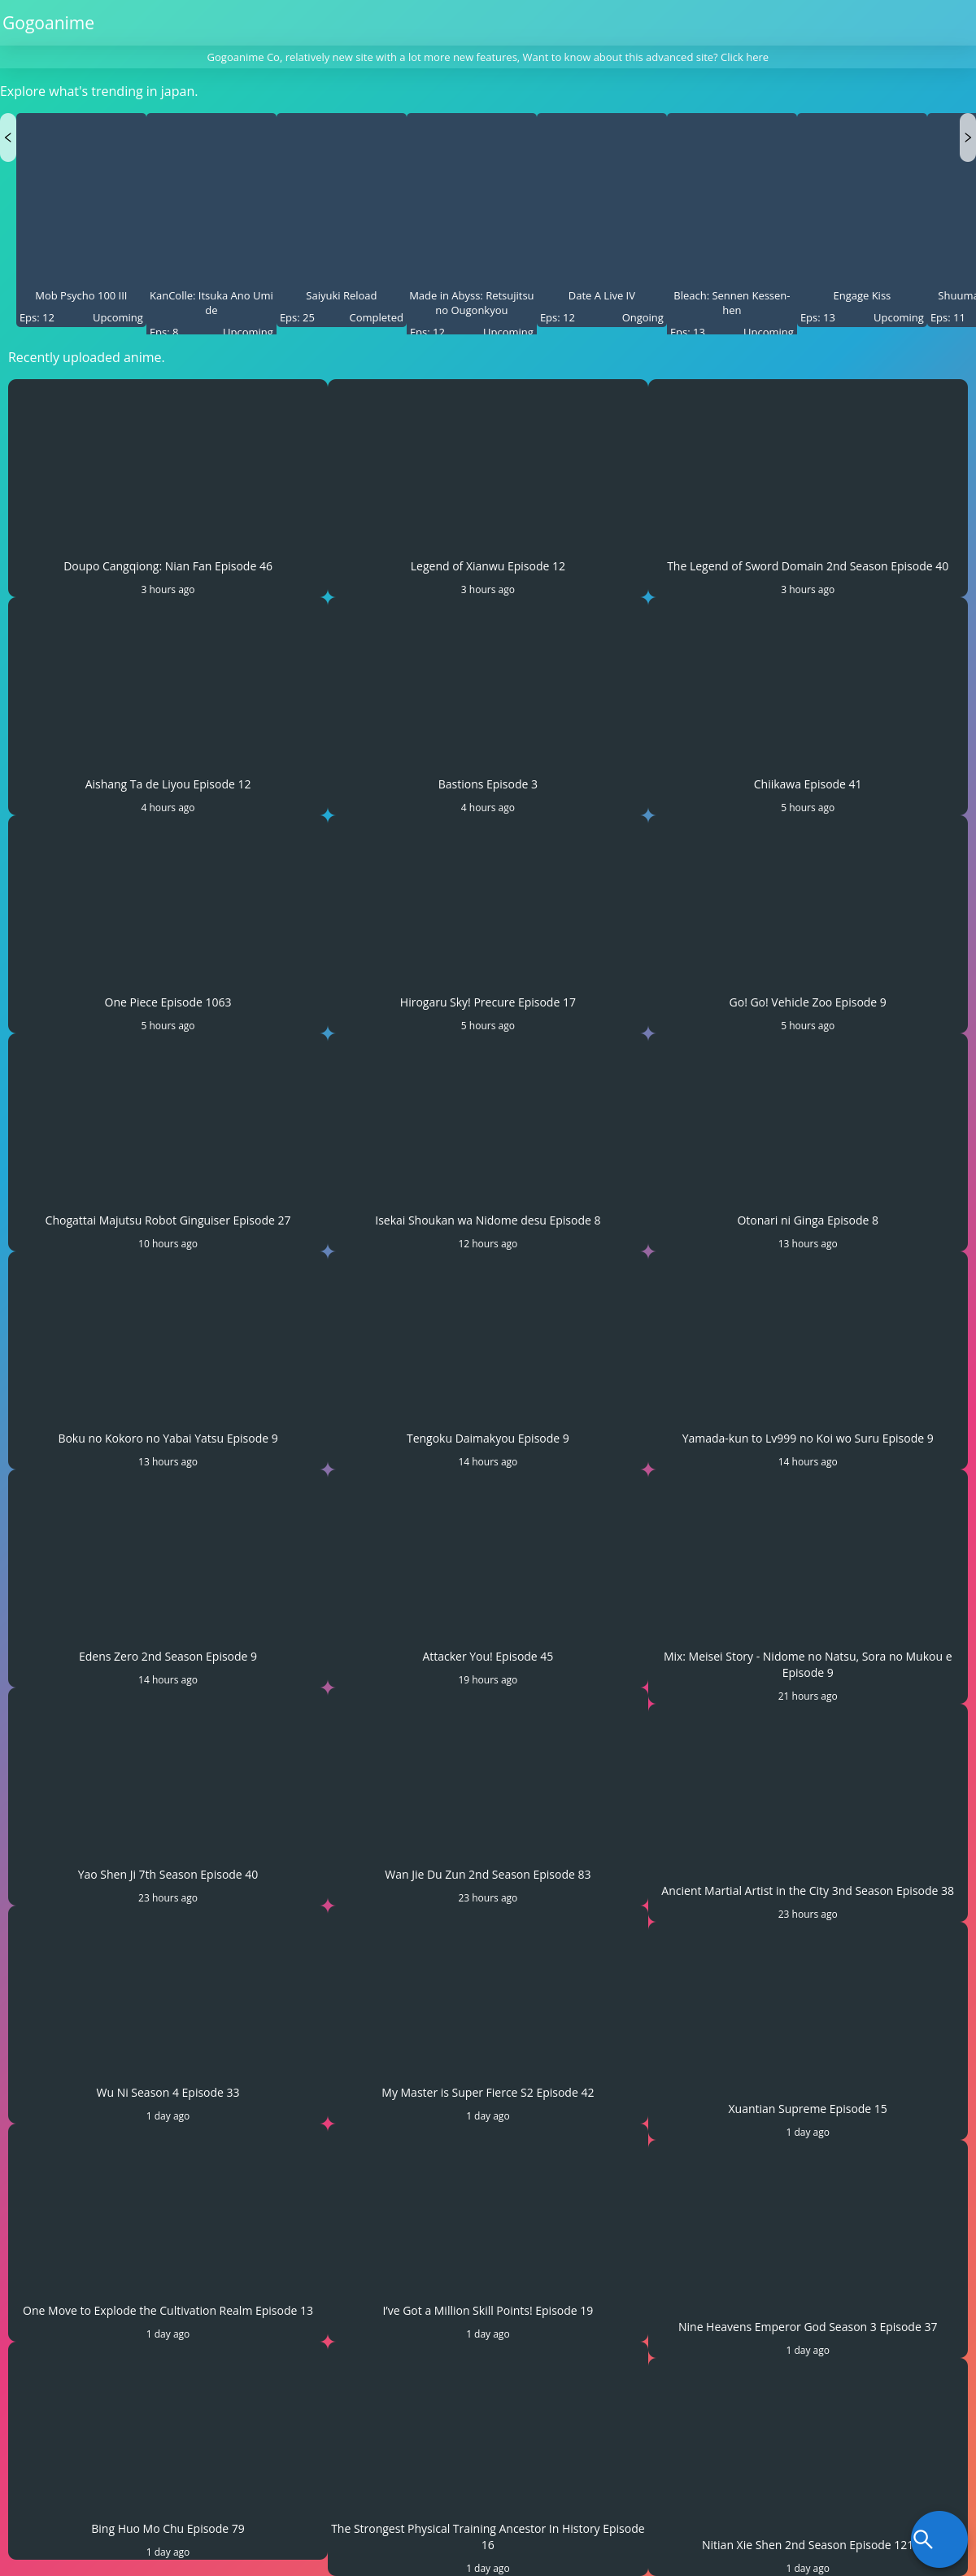 Gogoanime
Gogoanime Co, relatively new site with a lot more new features, Want to know about this advanced site? Click here
Explore what's trending in japan.
Mob Psycho 100 III
Eps: 12 Upcoming
KanColle: Itsuka Ano Umi
de
Eps: 8 Upcoming
Saiyuki Reload
Eps: 25 Completed
Made in Abyss: Retsujitsu
no Ougonkyou
Eps: 12 Upcoming
Date A Live IV
Eps: 12 Ongoing
Bleach: Sennen Kessen-
hen
Eps: 13 Upcoming
Engage Kiss
Eps: 13 Upcoming
Eps: 11
Recently uploaded anime.
Doupo Cangqiong: Nian Fan Episode 46
3 hours ago
Legend of Xianwu Episode 12
3 hours ago
The Legend of Sword Domain 2nd Season Episode 40
3 hours ago
Aishang Ta de Liyou Episode 12
4 hours ago
Bastions Episode 3
4 hours ago
Chiikawa Episode 41
5 hours ago
One Piece Episode 1063
5 hours ago
Hirogaru Sky! Precure Episode 17
5 hours ago
Go! Go! Vehicle Zoo Episode 9
5 hours ago
Chogattai Majutsu Robot Ginguiser Episode 27
10 hours ago
Isekai Shoukan wa Nidome desu Episode 8
12 hours ago
Otonari ni Ginga Episode 8
13 hours ago
Boku no Kokoro no Yabai Yatsu Episode 9
13 hours ago
Tengoku Daimakyou Episode 9
14 hours ago
Yamada-kun to Lv999 no Koi wo Suru Episode 9
14 hours ago
Edens Zero 2nd Season Episode 9
14 hours ago
Attacker You! Episode 45
19 hours ago
Mix: Meisei Story - Nidome no Natsu, Sora no Mukou e
Episode 9
21 hours ago
Yao Shen Ji 7th Season Episode 40
23 hours ago
Wan Jie Du Zun 2nd Season Episode 83
23 hours ago
Ancient Martial Artist in the City 3nd Season Episode 38
23 hours ago
Wu Ni Season 4 Episode 33
1 day ago
My Master is Super Fierce S2 Episode 42
1 day ago
Xuantian Supreme Episode 15
1 day ago
One Move to Explode the Cultivation Realm Episode 13
1 day ago
I've Got a Million Skill Points! Episode 19
1 day ago
Nine Heavens Emperor God Season 3 Episode 37
1 day ago
Bing Huo Mo Chu Episode 79
1 day ago
The Strongest Physical Training Ancestor In History Episode
16
1 day ago
Nitian Xie Shen 2nd Season Episode 121
1 day ago